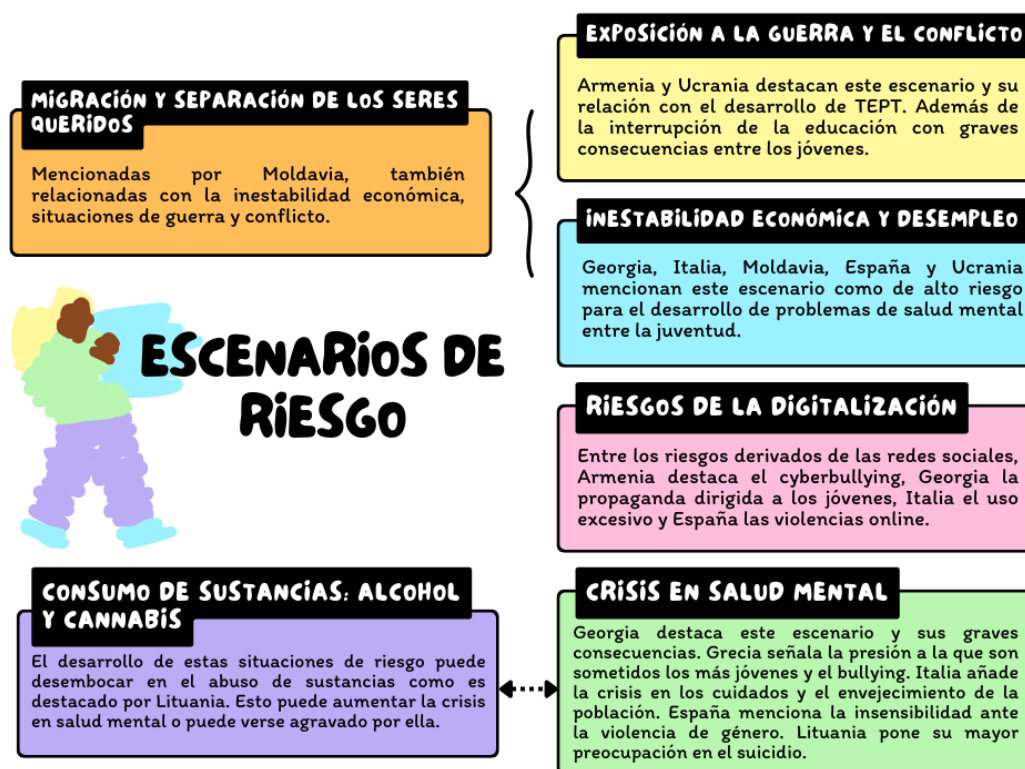 MIGRACIÓN Y SEPARACIÓN DE LOS SERES
QUERIDOS
Mencionadas por Moldavia, también
relacionadas con la inestabilidad económica,
situaciones de guerra y conflicto.
EXPOSICIÓN A LA GUERRA Y EL CONFLICTO
Armenia y Ucrania destacan este escenario y su
relación con el desarrollo de TEPT. Además de
la interrupción de la educación con graves
consecuencias entre los jóvenes.
INESTABILIDAD ECONÓMICA Y DESEMPLEO
Georgia, Italia, Moldavia, España y Ucrania
mencionan este escenario como de alto riesgo
para el desarrollo de problemas de salud mental
entre la juventud.
ESCENARIOS DE
RIESGO
RIESGOS DE LA DIGITALIZACIÓN
Entre los riesgos derivados de las redes sociales,
Armenia destaca el cyberbullying, Georgia la
propaganda dirigida a los jóvenes, Italia el uso
excesivo y España las violencias online.
CONSUMO DE SUSTANCIAS: ALCOHOL
Y CANNABIS
El desarrollo de estas situaciones de riesgo puede
desembocar en el abuso de sustancias como es
destacado por Lituania. Esto puede aumentar la crisis
en salud mental o puede verse agravado por ella.
CRISIS EN SALUD MENTAL
Georgia destaca este escenario y sus graves
consecuencias. Grecia señala la presión a la que son
sometidos los más jóvenes y el bullying. Italia añade
la crisis en los cuidados y el envejecimiento de la
población. España menciona la insensibilidad ante
la violencia de género. Lituania pone su mayor
preocupación en el suicidio.